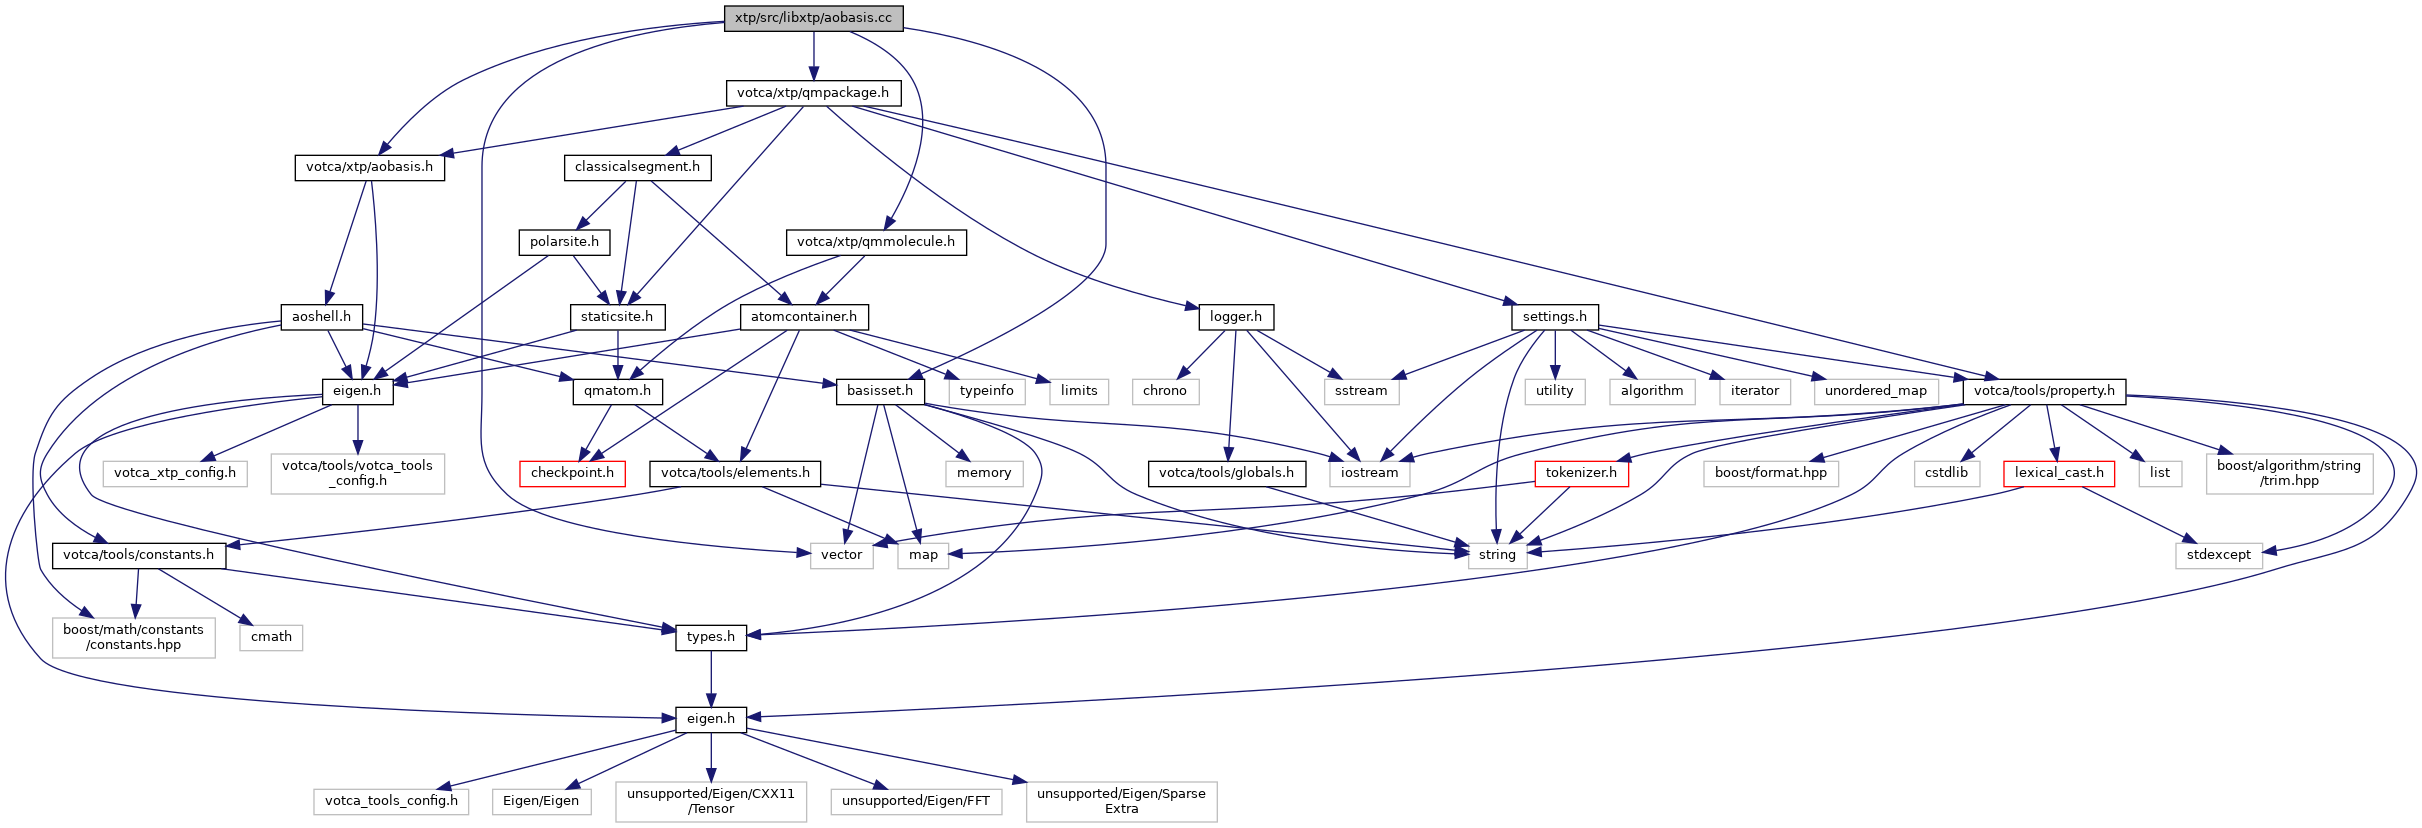 xtp/src/libxtp/aobasis.cc
votca/xtp/qmpackage.h
votca/xtp/aobasis.h
classicalsegment.h
polarsite.h
votca/xtp/qmmolecule.h
aoshell.h
staticsite.h
atomcontainer.h
logger.h
settings.h
eigen.h
qmatom.h
basisset.h
typeinfo
limits
chrono
sstream
utility
algorithm
iterator
unordered_map
votca/tools/property.h
votca_xtp_config.h
votca/tools/votca_tools
_config.h
checkpoint.h
votca/tools/elements.h
memory
votca/tools/globals.h
iostream
tokenizer.h
boost/format.hpp
cstdlib
lexical_cast.h
list
boost/algorithm/string
/trim.hpp
votca/tools/constants.h
vector
map
string
stdexcept
boost/math/constants
/constants.hpp
cmath
types.h
eigen.h
votca_tools_config.h
Eigen/Eigen
unsupported/Eigen/CXX11
/Tensor
unsupported/Eigen/FFT
unsupported/Eigen/Sparse
Extra